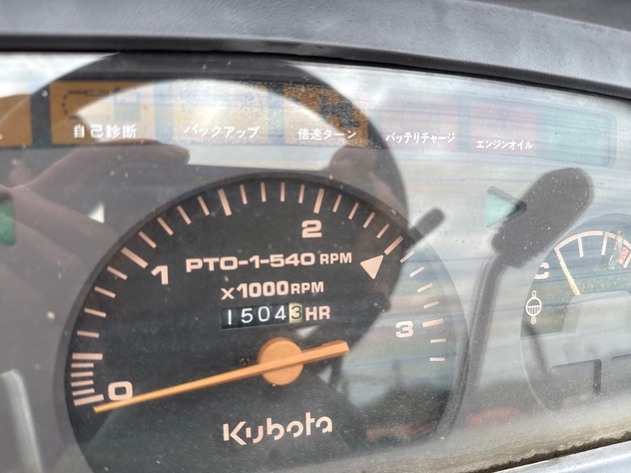 自己診断 バックアップ 倍速ターン バッテリチャージ エンジンオイル
2
PTO-1-540 RPM
1
x1000RPM
15043 HR
3
0
Kubota
C